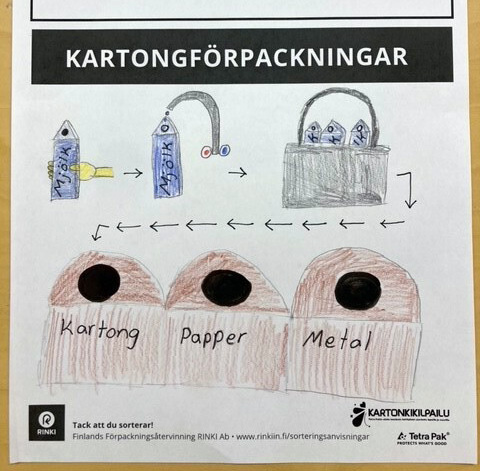 KARTONGFÖRPACKNINGAR
Mjölk
Mjölk
Kartong
Papper
Metal
RINKI
Tack att du sorterar!
Finlands Förpackningsåtervinning RINKI Ab • www.rinkiin.fi/sorteringsanvisningar
KARTONKIKILPAILU
Tetra Pak®
PROTECTS WHAT'S GOOD